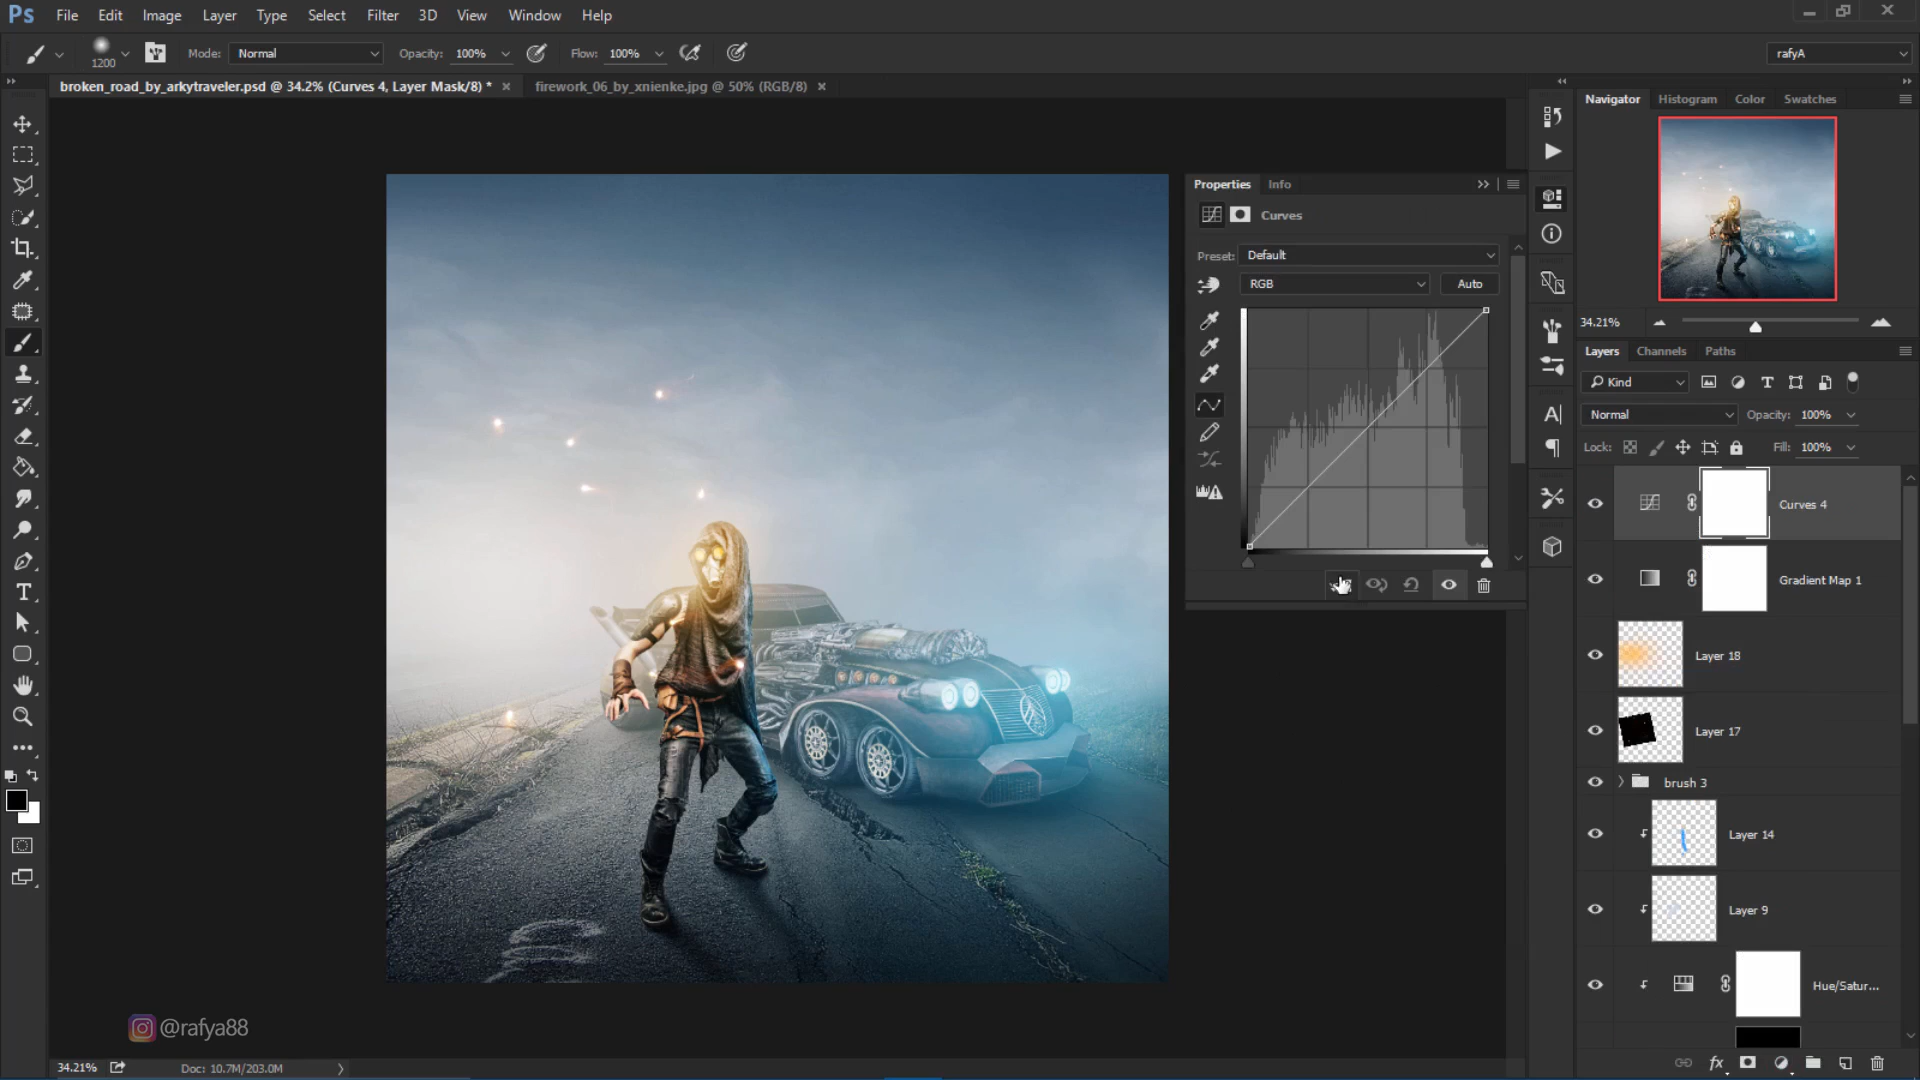 Ps File Edit Image Layer Type Select Filter 3D View Window Help
1200 Mode: Normal Opacity: 100% Flow: 100% rafyA
broken_road_by_arkytraveler.psd @ 34.2% (Curves 4, Layer Mask/8) * × firework_06_by_xnienke.jpg @ 50% (RGB/8) ×
Navigator Histogram Color Swatches
Properties Info
Curves
Preset: Default
RGB Auto
34.21%
Layers Channels Paths
Kind
Normal Opacity: 100%
Lock: Fill: 100%
Curves 4
Gradient Map 1
Layer 18
Layer 17
brush 3
Layer 14
Layer 9
Hue/Satur...
@rafya88
34.21% Doc: 10.7M/203.0M